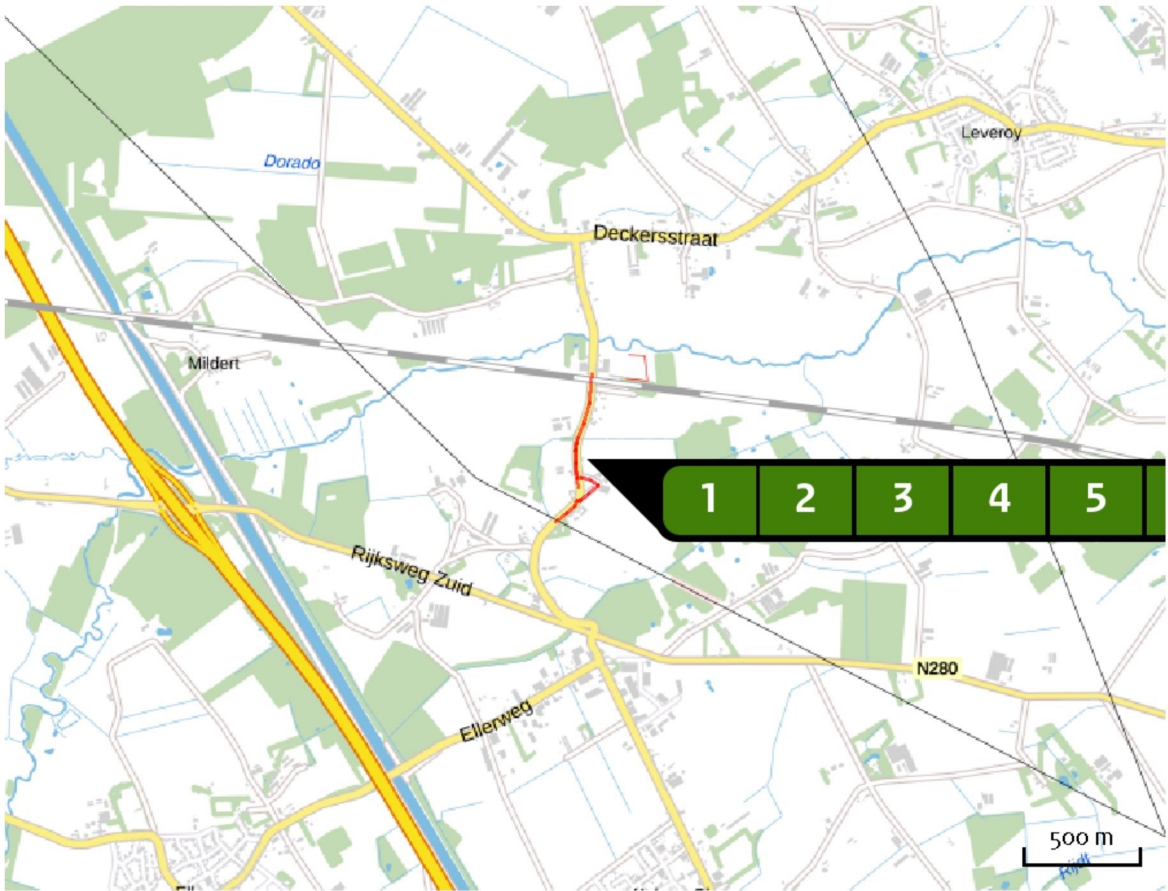 Leveroy
Dorado
Deckersstraat
Mildert
1 2 3 4 5
Rijksweg Zuid
N280
Ellerweg
500 m